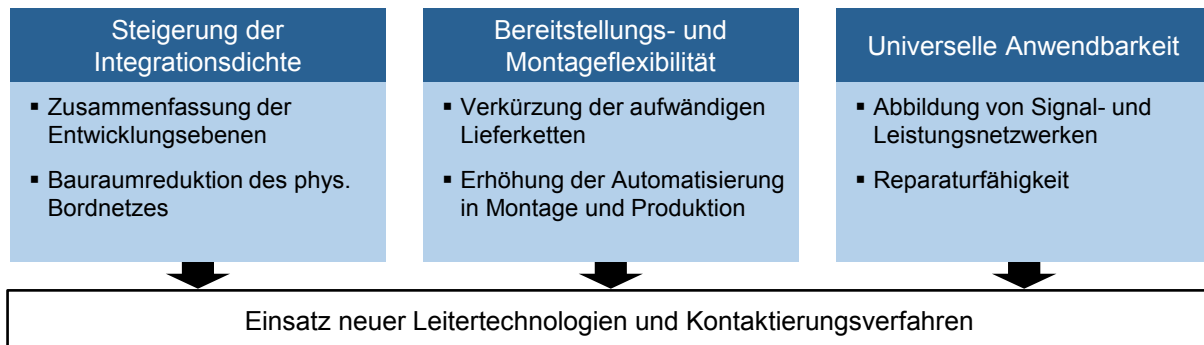 Steigerung der
Integrationsdichte
▪ Zusammenfassung der
Entwicklungsebenen
▪ Bauraumreduktion des phys.
Bordnetzes
Bereitstellungs- und
Montageflexibilität
▪ Verkürzung der aufwändigen
Lieferketten
▪ Erhöhung der Automatisierung
in Montage und Produktion
Universelle Anwendbarkeit
▪ Abbildung von Signal- und
Leistungsnetzwerken
▪ Reparaturfähigkeit
Einsatz neuer Leitertechnologien und Kontaktierungsverfahren